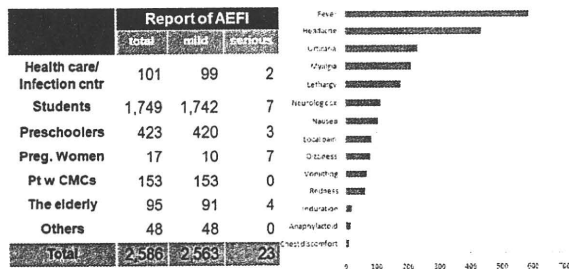 Report of AEFI
total mild serious
Health care/
Infection cntr 101 99 2
Students 1,749 1,742 7
Preschoolers 423 420 3
Preg. Women 17 10 7
Pt w CMCs 153 153 0
The elderly 95 91 4
Others 48 48 0
Total 2,586 2,563 23
Fever
Headache
Urticaria
Myalgia
Lethargy
Neurologic sx
Nausea
Local pain
Dizziness
Vomitting
Redness
Induration
Anaphylactoid
Chest discomfort
0 100 200 300 400 500 600 700